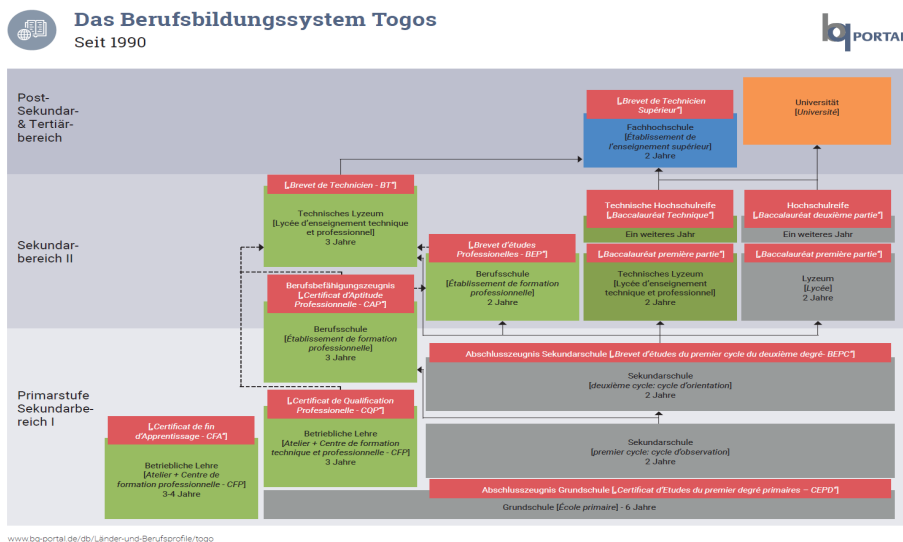 Das Berufsbildungssystem Togos
Seit 1990
bq PORTAL
Post-
Sekundar-
& Tertiär-
bereich
[„Brevet de Technicien
Supérieur"]
Fachhochschule
[Établissement de
l'enseignement supérieur]
2 Jahre
Universität
[Université]
Sekundar-
bereich II
[„Brevet de Technicien - BT"]
Technisches Lyzeum
[Lycée d'enseignement technique
et professionnel]
3 Jahre
[„Brevet d'études
Professionelles - BEP"]
Berufsschule
[Établissement de formation
professionelle]
2 Jahre
Technische Hochschulreife
[„Baccalauréat Technique"]
Ein weiteres Jahr
[„Baccalauréat première partie"]
Technisches Lyzeum
[Lycée d'enseignement
technique et professionnel]
2 Jahre
Hochschulreife
[„Baccalauréat deuxième partie"]
Ein weiteres Jahr
[„Baccalauréat première partie"]
Lyzeum
[Lycée]
2 Jahre
Berufsbefähigungszeugnis
[„Certificat d'Aptitude
Professionnelle - CAP"]
Berufsschule
[Établissement de formation
professionelle]
3 Jahre
Primarstufe
Sekundarbe-
reich I
Abschlusszeugnis Sekundarschule [„Brevet d'études du premier cycle du deuxième degré- BEPC"]
Sekundarschule
[deuxième cycle: cycle d'orientation]
2 Jahre
[„Certificat de Qualification
Professionelle - CQP"]
Betriebliche Lehre
[Atelier + Centre de formation
technique et professionnelle - CFP]
3 Jahre
[„Certificat de fin
d'Apprentissage - CFA"]
Betriebliche Lehre
[Atelier + Centre de
formation professionnelle - CFP]
3-4 Jahre
Sekundarschule
[premier cycle: cycle d'observation]
2 Jahre
Abschlusszeugnis Grundschule [„Certificat d'Etudes du premier degré primaires – CEPD"]
Grundschule [École primaire] - 6 Jahre
www.bq-portal.de/db/Länder-und-Berufsprofile/togo